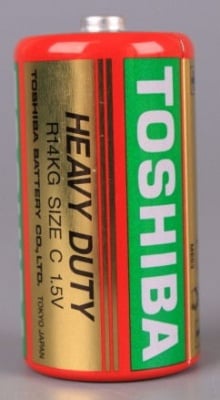 TOSHIBA
HEAVY DUTY
R14KG SIZE C 1.5V
TOSHIBA BATTERY CO., LTD. TOKYO JAPAN